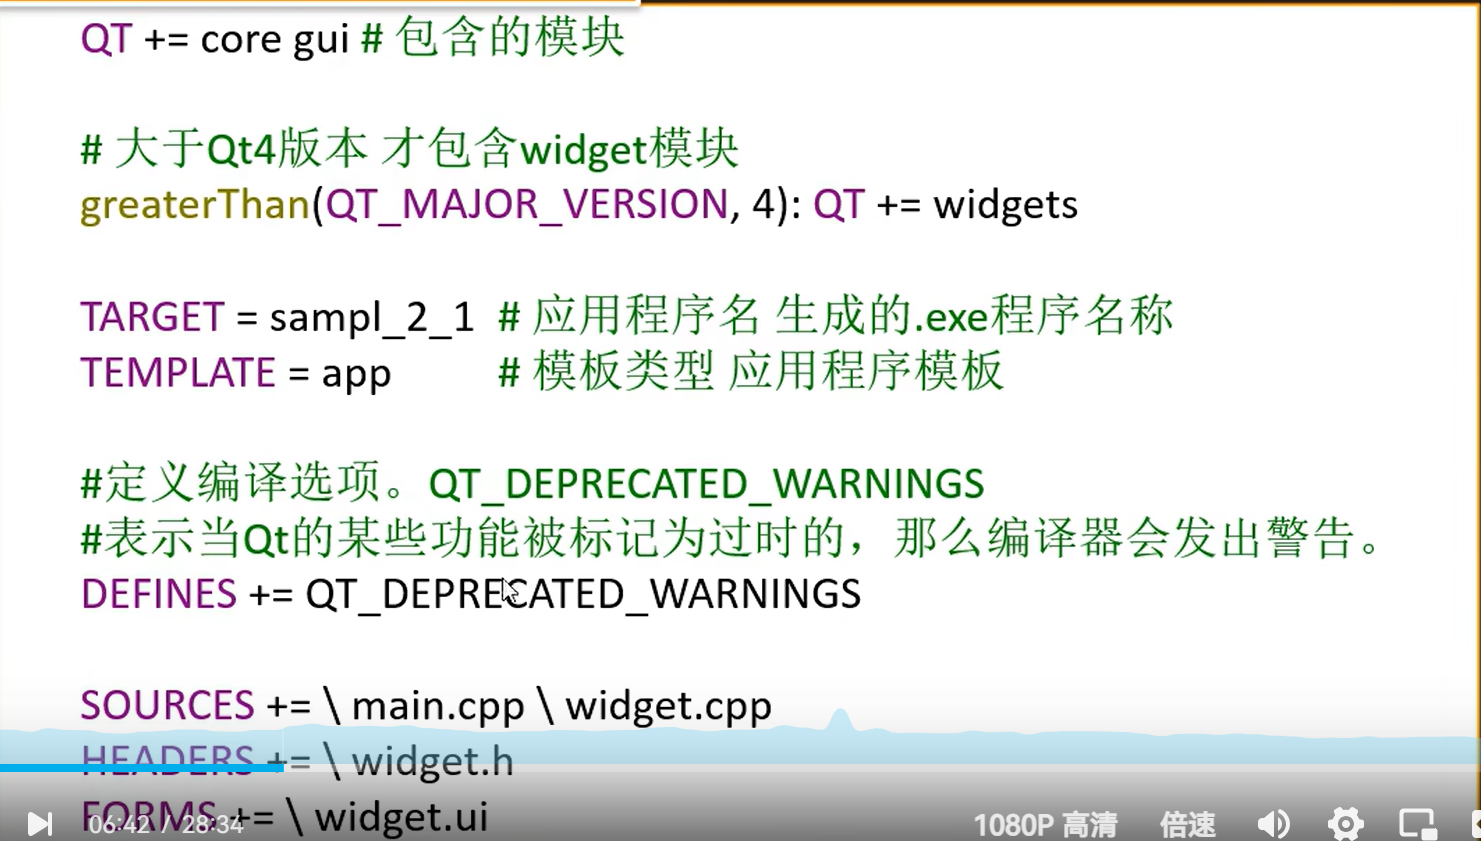 QT += core gui # 包含的模块
# 大于Qt4版本 才包含widget模块
greaterThan(QT_MAJOR_VERSION, 4): QT += widgets
TARGET = sampl_2_1 # 应用程序名 生成的.exe程序名称
TEMPLATE = app # 模板类型 应用程序模板
#定义编译选项。QT_DEPRECATED_WARNINGS
#表示当Qt的某些功能被标记为过时的，那么编译器会发出警告。
DEFINES += QT_DEPRECATED_WARNINGS
SOURCES += \ main.cpp \ widget.cpp
HEADERS += \ widget.h
FORMS += \ widget.ui
06:42 / 28:34 1080P 高清 倍速